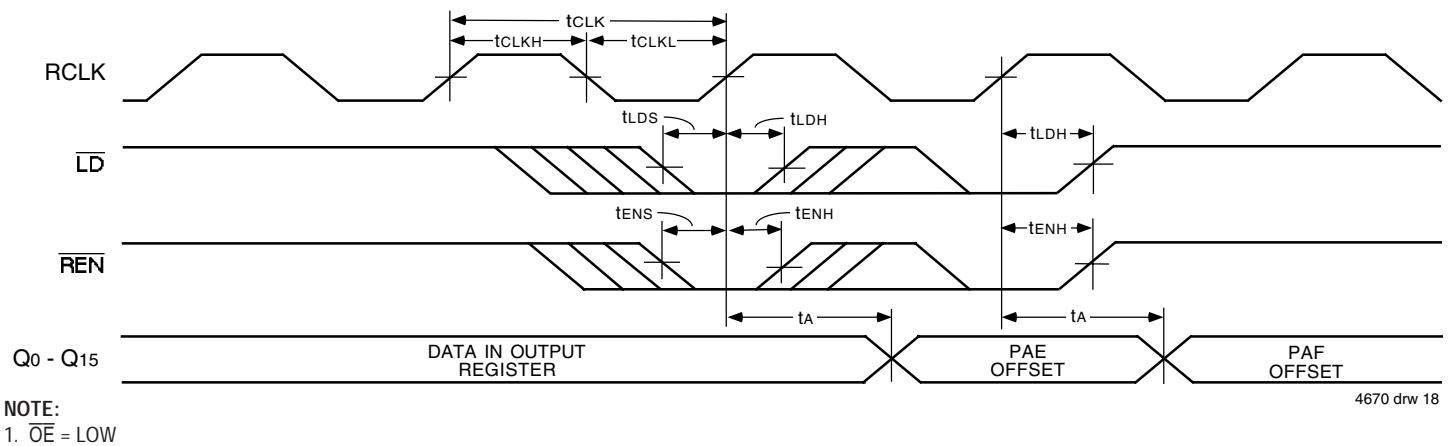 tCLK
tCLKH
tCLKL
RCLK
tLDS
tLDH
tLDH
LD
tENS
tENH
tENH
REN
tA
tA
Q0 - Q15
DATA IN OUTPUT
REGISTER
PAE
OFFSET
PAF
OFFSET
4670 drw 18
NOTE:
1. OE = LOW